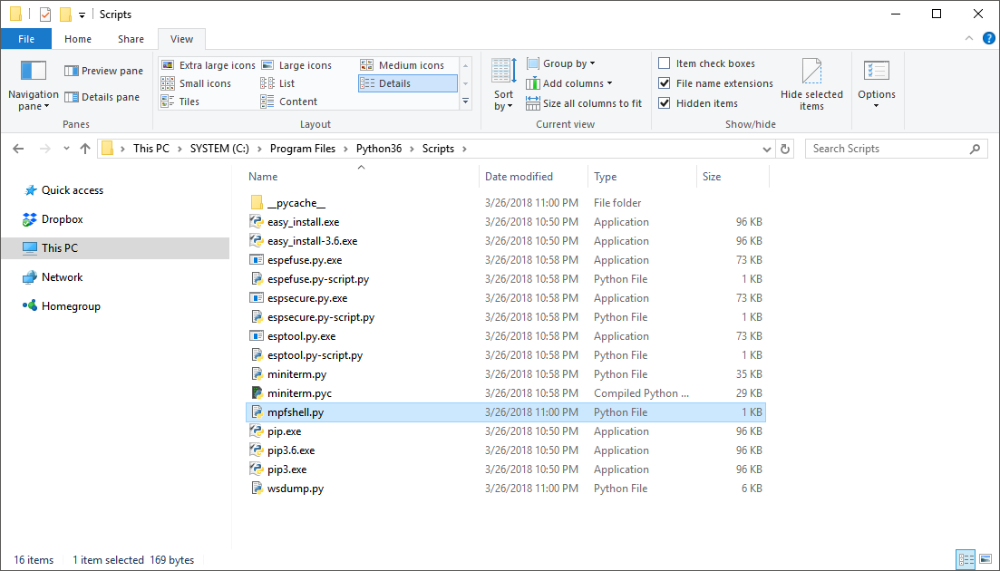 Scripts
File Home Share View
Navigation pane
Preview pane
Details pane
Panes
Extra large icons Large icons Medium icons
Small icons List Details
Tiles Content
Layout
Sort by
Group by
Add columns
Size all columns to fit
Current view
Item check boxes
File name extensions
Hidden items
Hide selected items
Show/hide
Options
This PC SYSTEM (C:) Program Files Python36 Scripts
Search Scripts
Quick access
Dropbox
This PC
Network
Homegroup
Name Date modified Type Size
__pycache__ 3/26/2018 11:00 PM File folder
easy_install.exe 3/26/2018 10:50 PM Application 96 KB
easy_install-3.6.exe 3/26/2018 10:50 PM Application 96 KB
espefuse.py.exe 3/26/2018 10:58 PM Application 73 KB
espefuse.py-script.py 3/26/2018 10:58 PM Python File 1 KB
espsecure.py.exe 3/26/2018 10:58 PM Application 73 KB
espsecure.py-script.py 3/26/2018 10:58 PM Python File 1 KB
esptool.py.exe 3/26/2018 10:58 PM Application 73 KB
esptool.py-script.py 3/26/2018 10:58 PM Python File 1 KB
miniterm.py 3/26/2018 10:58 PM Python File 35 KB
miniterm.pyc 3/26/2018 10:58 PM Compiled Python ... 29 KB
mpfshell.py 3/26/2018 11:00 PM Python File 1 KB
pip.exe 3/26/2018 10:50 PM Application 96 KB
pip3.6.exe 3/26/2018 10:50 PM Application 96 KB
pip3.exe 3/26/2018 10:50 PM Application 96 KB
wsdump.py 3/26/2018 11:00 PM Python File 6 KB
16 items 1 item selected 169 bytes